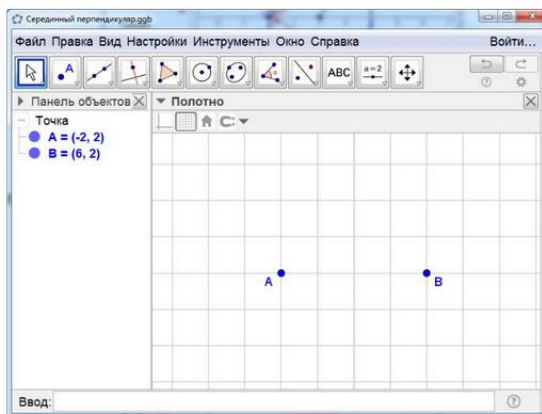 Серединный перпендикуляр.ggb
Файл Правка Вид Настройки Инструменты Окно Справка Войти...
A ABC a=2
Панель объектов Полотно
Точка
A = (-2, 2)
B = (6, 2)
A B
Ввод: